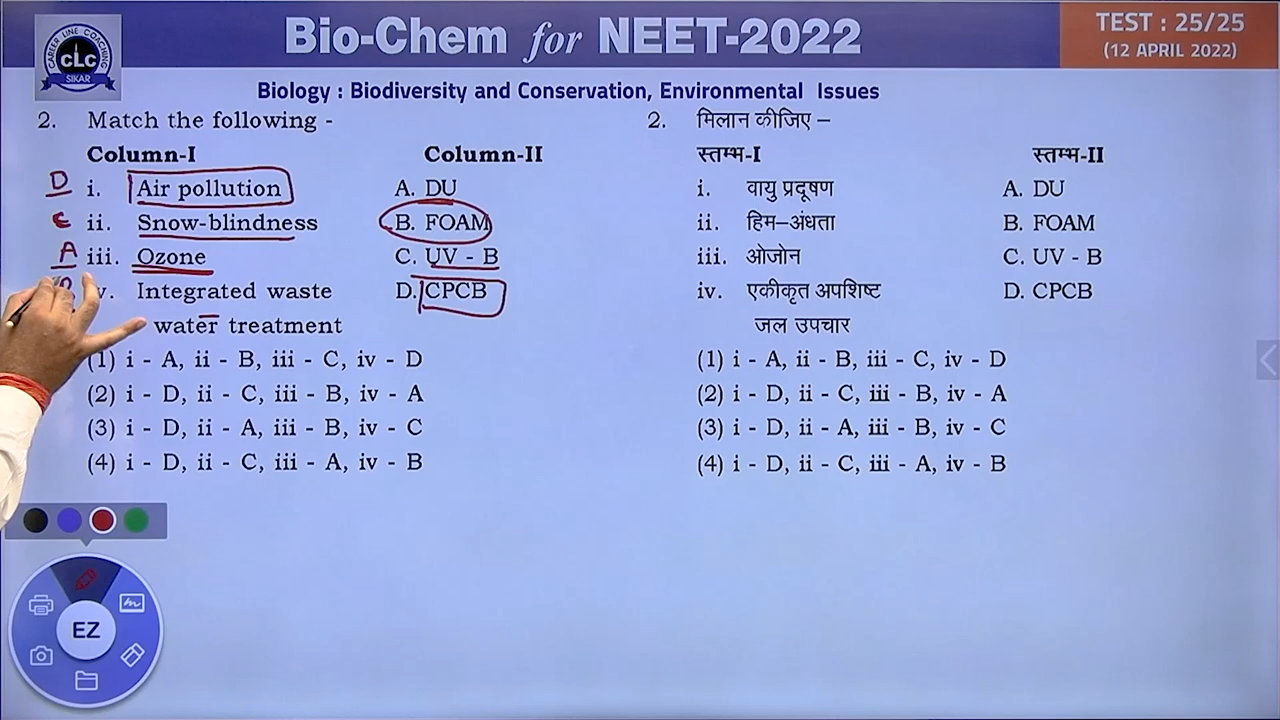 CAREER LINE COACHING
CLC
SIKAR
Bio-Chem for NEET-2022
TEST : 25/25
(12 APRIL 2022)
Biology : Biodiversity and Conservation, Environmental Issues
2. Match the following -
Column-I Column-II
D i. Air pollution A. DU
C ii. Snow-blindness B. FOAM
A iii. Ozone C. UV - B
v. Integrated waste D. CPCB
water treatment
(1) i - A, ii - B, iii - C, iv - D
(2) i - D, ii - C, iii - B, iv - A
(3) i - D, ii - A, iii - B, iv - C
(4) i - D, ii - C, iii - A, iv - B
2. मिलान कीजिए –
स्तम्भ-I स्तम्भ-II
i. वायु प्रदूषण A. DU
ii. हिम–अंधता B. FOAM
iii. ओजोन C. UV - B
iv. एकीकृत अपशिष्ट D. CPCB
जल उपचार
(1) i - A, ii - B, iii - C, iv - D
(2) i - D, ii - C, iii - B, iv - A
(3) i - D, ii - A, iii - B, iv - C
(4) i - D, ii - C, iii - A, iv - B
EZ